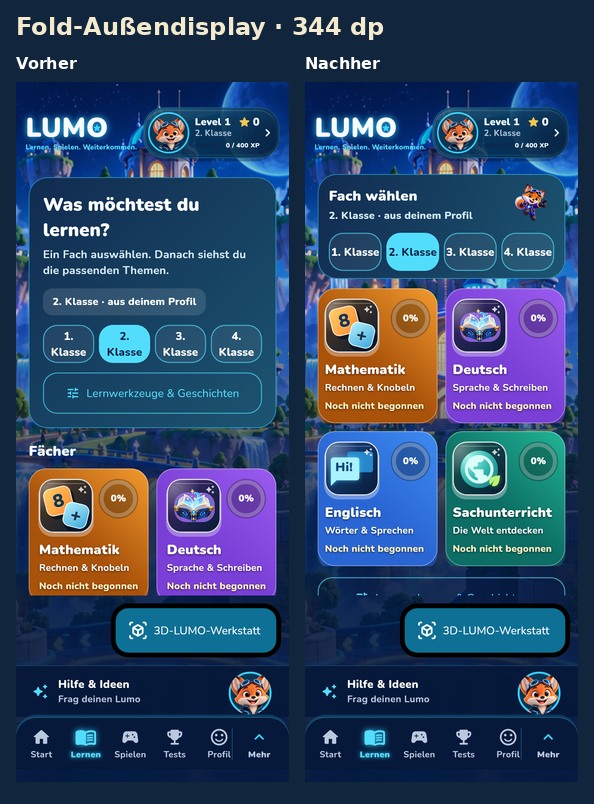 Fold-Außendisplay · 344 dp
Vorher
LUMO
Lernen. Spielen. Weiterkommen.
Level 1 0
2. Klasse
0 / 400 XP
Was möchtest du
lernen?
Ein Fach auswählen. Danach siehst du
die passenden Themen.
2. Klasse · aus deinem Profil
1. Klasse
2. Klasse
3. Klasse
4. Klasse
Lernwerkzeuge & Geschichten
Fächer
8 +
0%
Mathematik
Rechnen & Knobeln
Noch nicht begonnen
0%
Deutsch
Sprache & Schreiben
Noch nicht begonnen
3D-LUMO-Werkstatt
Hilfe & Ideen
Frag deinen Lumo
Start Lernen Spielen Tests Profil Mehr
Nachher
LUMO
Lernen. Spielen. Weiterkommen.
Level 1 0
2. Klasse
0 / 400 XP
Fach wählen
2. Klasse · aus deinem Profil
1. Klasse 2. Klasse 3. Klasse 4. Klasse
8 +
0%
Mathematik
Rechnen & Knobeln
Noch nicht begonnen
0%
Deutsch
Sprache & Schreiben
Noch nicht begonnen
Hi!
0%
Englisch
Wörter & Sprechen
Noch nicht begonnen
0%
Sachunterricht
Die Welt entdecken
Noch nicht begonnen
3D-LUMO-Werkstatt
Hilfe & Ideen
Frag deinen Lumo
Start Lernen Spielen Tests Profil Mehr